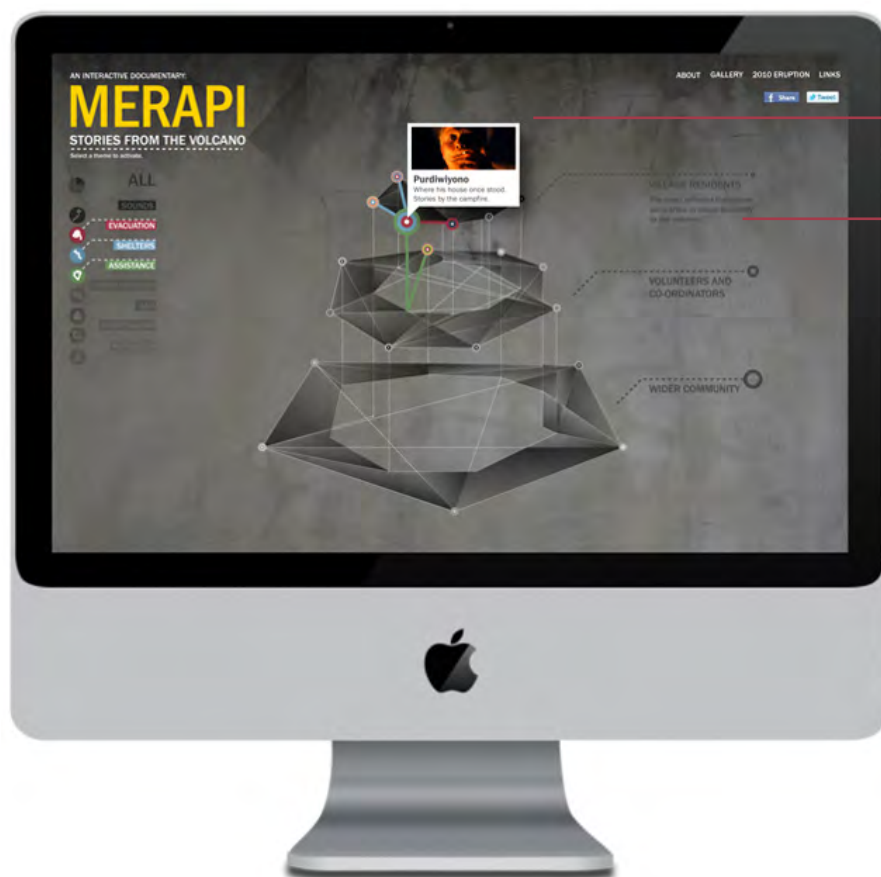 AN INTERACTIVE DOCUMENTARY:
MERAPI
STORIES FROM THE VOLCANO
Select a theme to activate.
ABOUT GALLERY 2010 ERUPTION LINKS
Share Tweet
ALL
SOUNDS
EVACUATION
SHELTERS
ASSISTANCE
Purdiwiyono
Where his house once stood.
Stories by the campfire.
VILLAGE RESIDENTS
VOLUNTEERS AND
CO-ORDINATORS
WIDER COMMUNITY